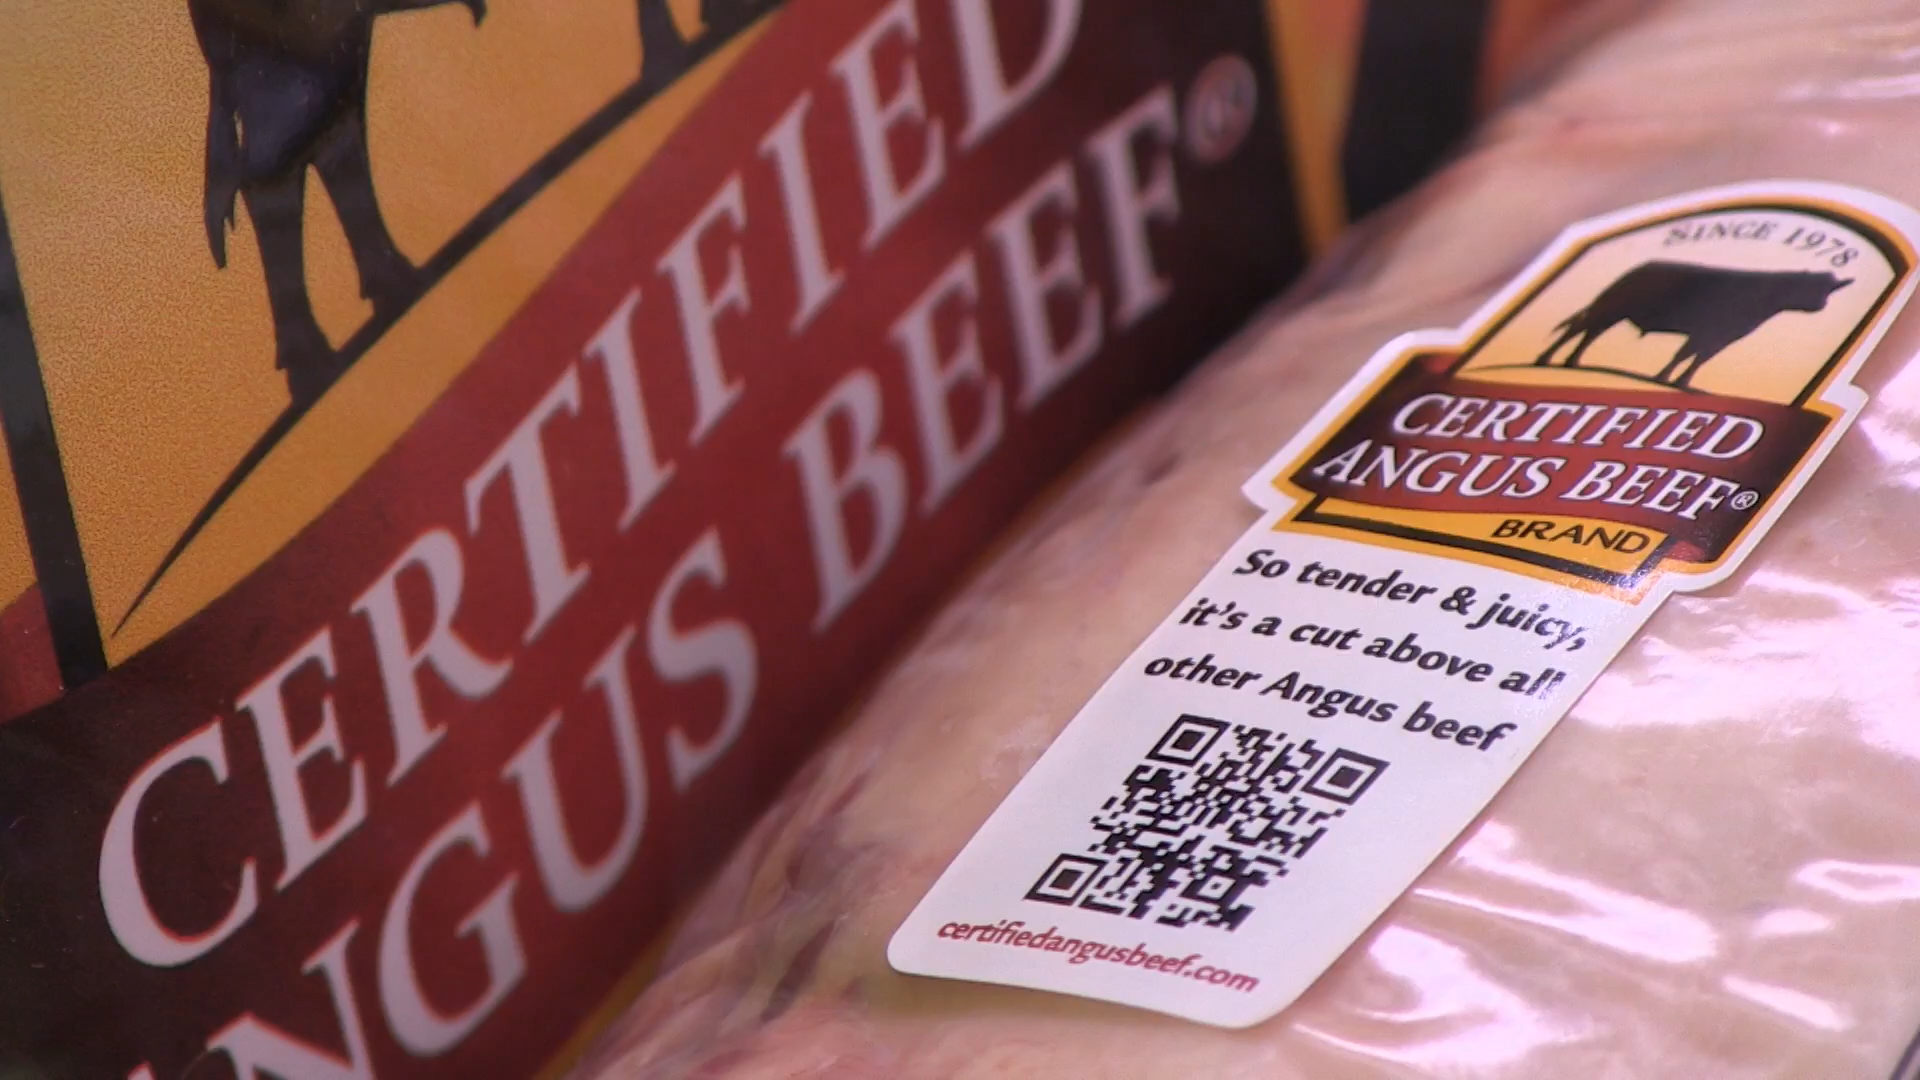 CERTIFIED
ANGUS BEEF®
SINCE 1978
CERTIFIED
ANGUS BEEF®
BRAND
So tender & juicy,
it's a cut above all
other Angus beef
certifiedangusbeef.com